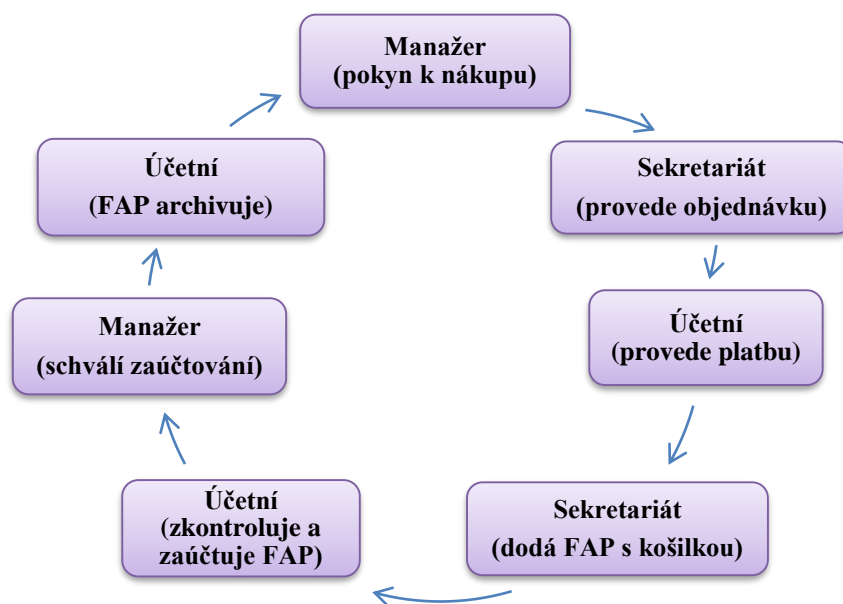 Manažer
(pokyn k nákupu)
Sekretariát
(provede objednávku)
Účetní
(provede platbu)
Sekretariát
(dodá FAP s košilkou)
Účetní
(zkontroluje a
zaúčtuje FAP)
Manažer
(schválí zaúčtování)
Účetní
(FAP archivuje)